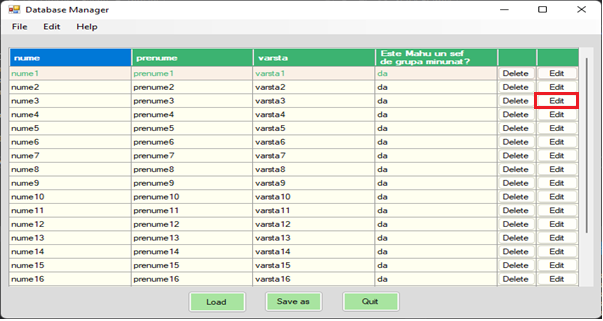 Database Manager
File Edit Help
nume prenume varsta Este Mahu un sef
de grupa minunat?
nume1 prenume1 varsta1 da Delete Edit
nume2 prenume2 varsta2 da Delete Edit
nume3 prenume3 varsta3 da Delete Edit
nume4 prenume4 varsta4 da Delete Edit
nume5 prenume5 varsta5 da Delete Edit
nume6 prenume6 varsta6 da Delete Edit
nume7 prenume7 varsta7 da Delete Edit
nume8 prenume8 varsta8 da Delete Edit
nume9 prenume9 varsta9 da Delete Edit
nume10 prenume10 varsta10 da Delete Edit
nume11 prenume11 varsta11 da Delete Edit
nume12 prenume12 varsta12 da Delete Edit
nume13 prenume13 varsta13 da Delete Edit
nume14 prenume14 varsta14 da Delete Edit
nume15 prenume15 varsta15 da Delete Edit
nume16 prenume16 varsta16 da Delete Edit
Load Save as Quit